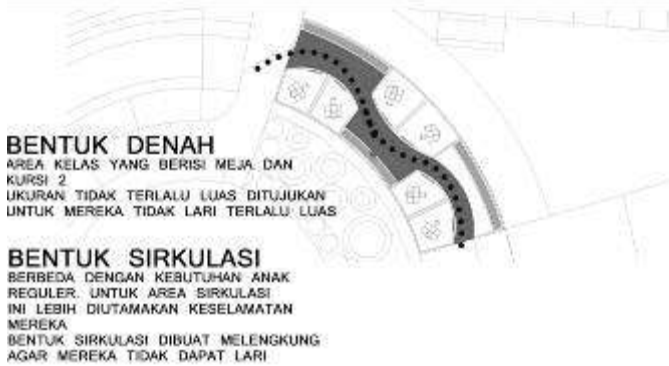 BENTUK DENAH
AREA KELAS YANG BERISI MEJA DAN
KURSI 2
UKURAN TIDAK TERLALU LUAS DITUJUKAN
UNTUK MEREKA TIDAK LARI TERLALU LUAS
BENTUK SIRKULASI
BERBEDA DENGAN KEBUTUHAN ANAK
REGULER. UNTUK AREA SIRKULASI
INI LEBIH DIUTAMAKAN KESELAMATAN
MEREKA
BENTUK SIRKULASI DIBUAT MELENGKUNG
AGAR MEREKA TIDAK DAPAT LARI